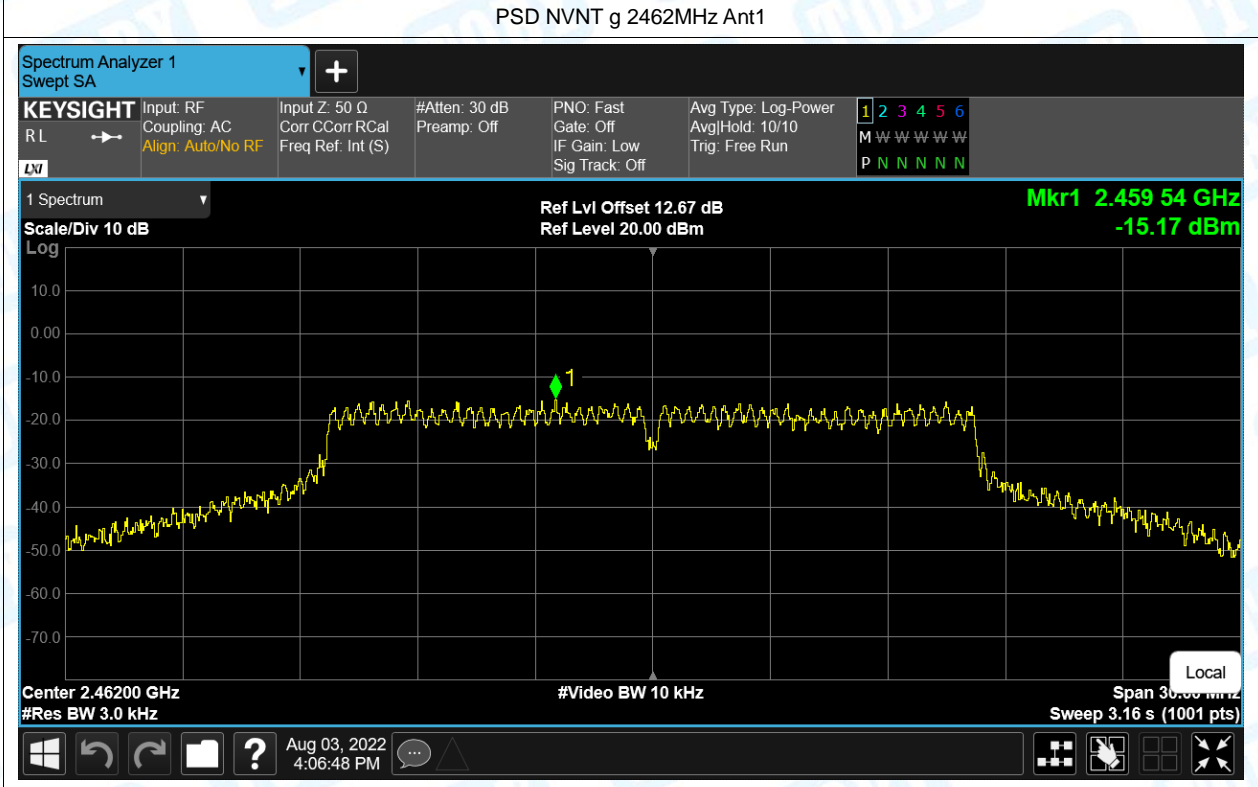 PSD NVNT g 2462MHz Ant1
Spectrum Analyzer 1
Swept SA
+
KEYSIGHT
R L
LXI
Input: RF
Coupling: AC
Align: Auto/No RF
Input Z: 50 Ω
Corr CCorr RCal
Freq Ref: Int (S)
#Atten: 30 dB
Preamp: Off
PNO: Fast
Gate: Off
IF Gain: Low
Sig Track: Off
Avg Type: Log-Power
Avg|Hold: 10/10
Trig: Free Run
1 2 3 4 5 6
M W W W W W
P N N N N N
1 Spectrum
Scale/Div 10 dB
Ref Lvl Offset 12.67 dB
Ref Level 20.00 dBm
Mkr1 2.459 54 GHz
-15.17 dBm
Log
10.0
0.00
-10.0
-20.0
-30.0
-40.0
-50.0
-60.0
-70.0
1
Local
Center 2.46200 GHz
#Res BW 3.0 kHz
#Video BW 10 kHz
Span 30.00 MHz
Sweep 3.16 s (1001 pts)
?
Aug 03, 2022
4:06:48 PM